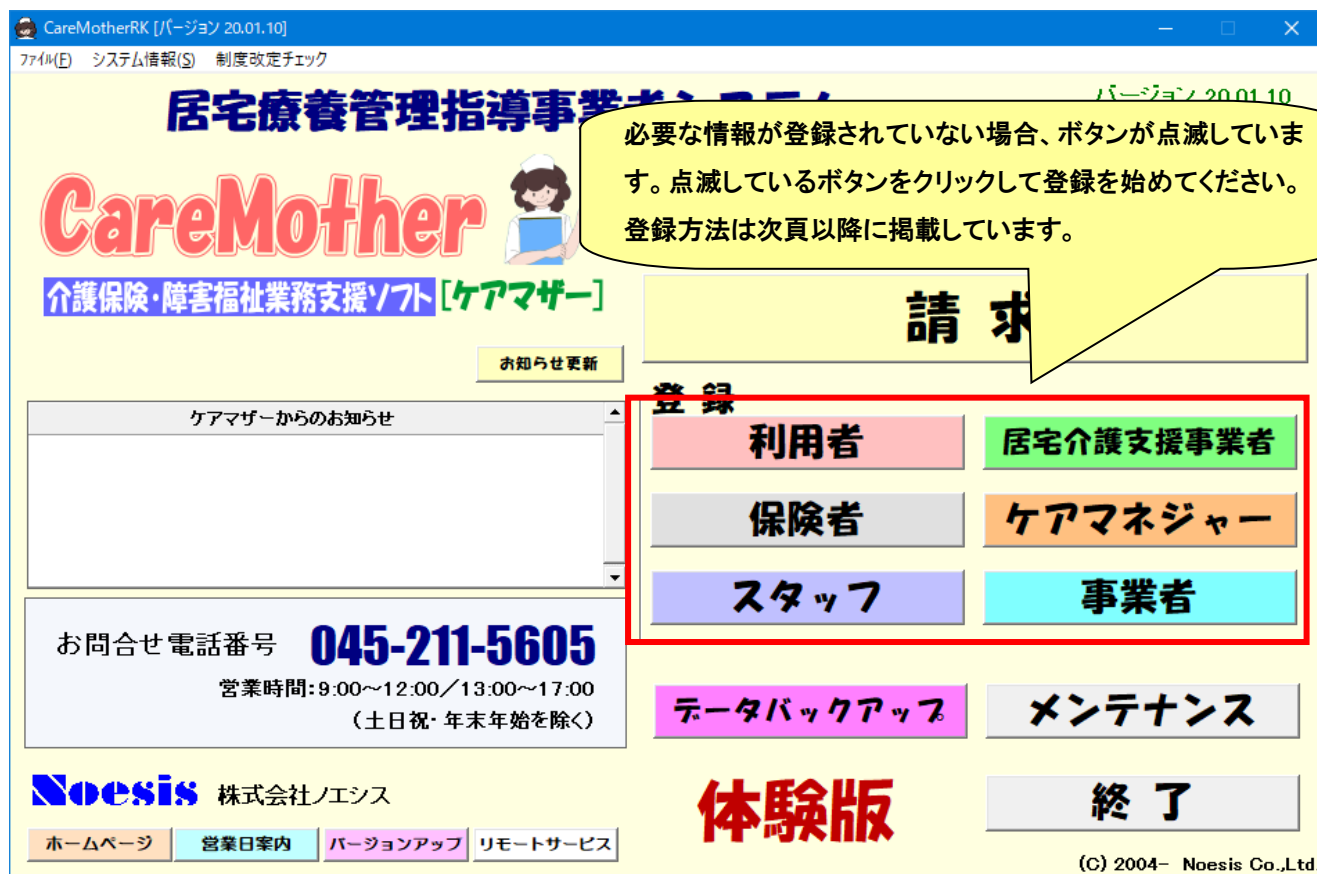 CareMotherRK [バージョン 20.01.10]
ファイル(F) システム情報(S) 制度改定チェック
居宅療養管理指導事業
バージョン 20.01.10
必要な情報が登録されていない場合、ボタンが点滅していま
す。点滅しているボタンをクリックして登録を始めてください。
登録方法は次頁以降に掲載しています。
CareMother
介護保険・障害福祉業務支援ソフト[ケアマザー]
請 求
お知らせ更新
登 録
ケアマザーからのお知らせ
利用者
居宅介護支援事業者
保険者
ケアマネジャー
スタッフ
事業者
お問合せ電話番号 045-211-5605
営業時間:9:00～12:00/13:00～17:00
(土日祝・年末年始を除く)
データバックアップ
メンテナンス
Noesis 株式会社ノエシス
体験版
終 了
ホームページ
営業日案内
バージョンアップ
リモートサービス
(C) 2004- Noesis Co.,Ltd.